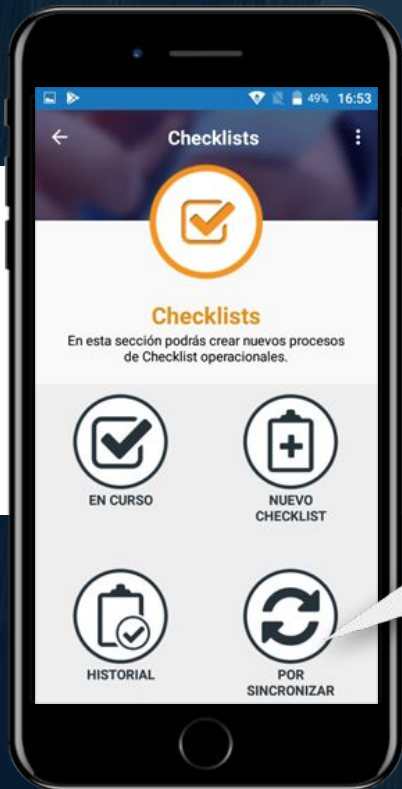 49% 16:53
Checklists
Checklists
En esta sección podrás crear nuevos procesos
de Checklist operacionales.
EN CURSO
NUEVO
CHECKLIST
HISTORIAL
POR
SINCRONIZAR